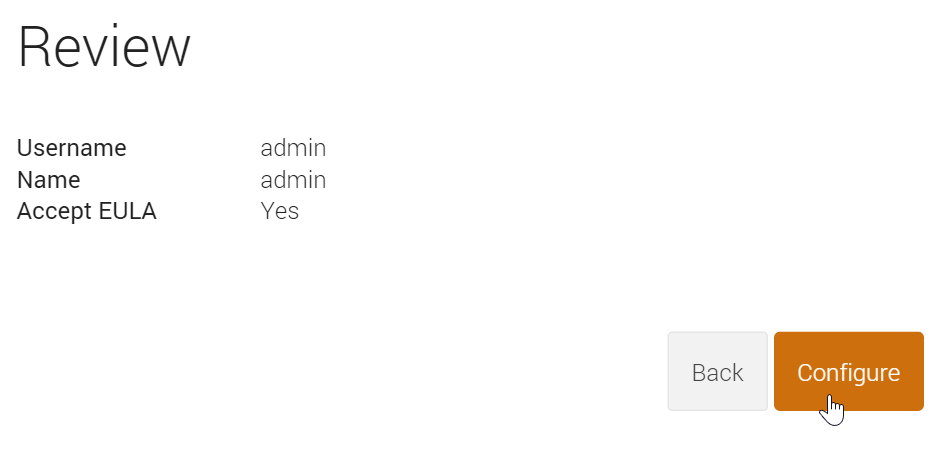 Review
Username admin
Name admin
Accept EULA Yes
Back Configure